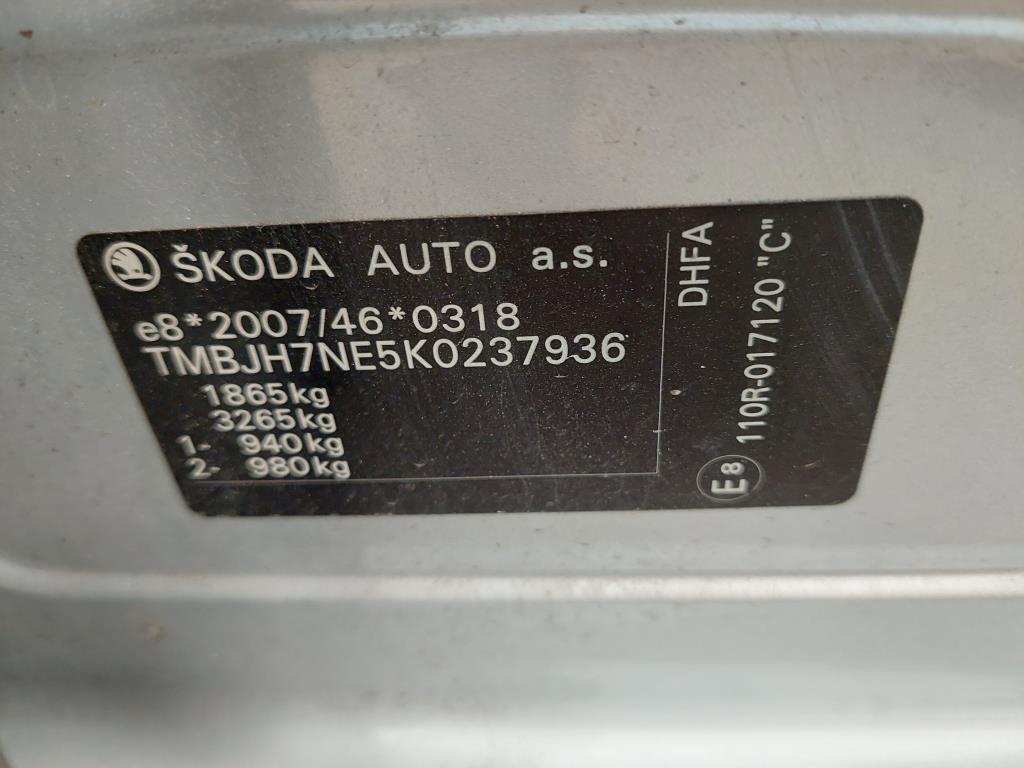 ŠKODA AUTO a.s.
e8*2007/46*0318
TMBJH7NE5K0237936
1865kg
3265kg
1- 940kg
2- 980kg
DHFA
E8 110R-017120 "C"